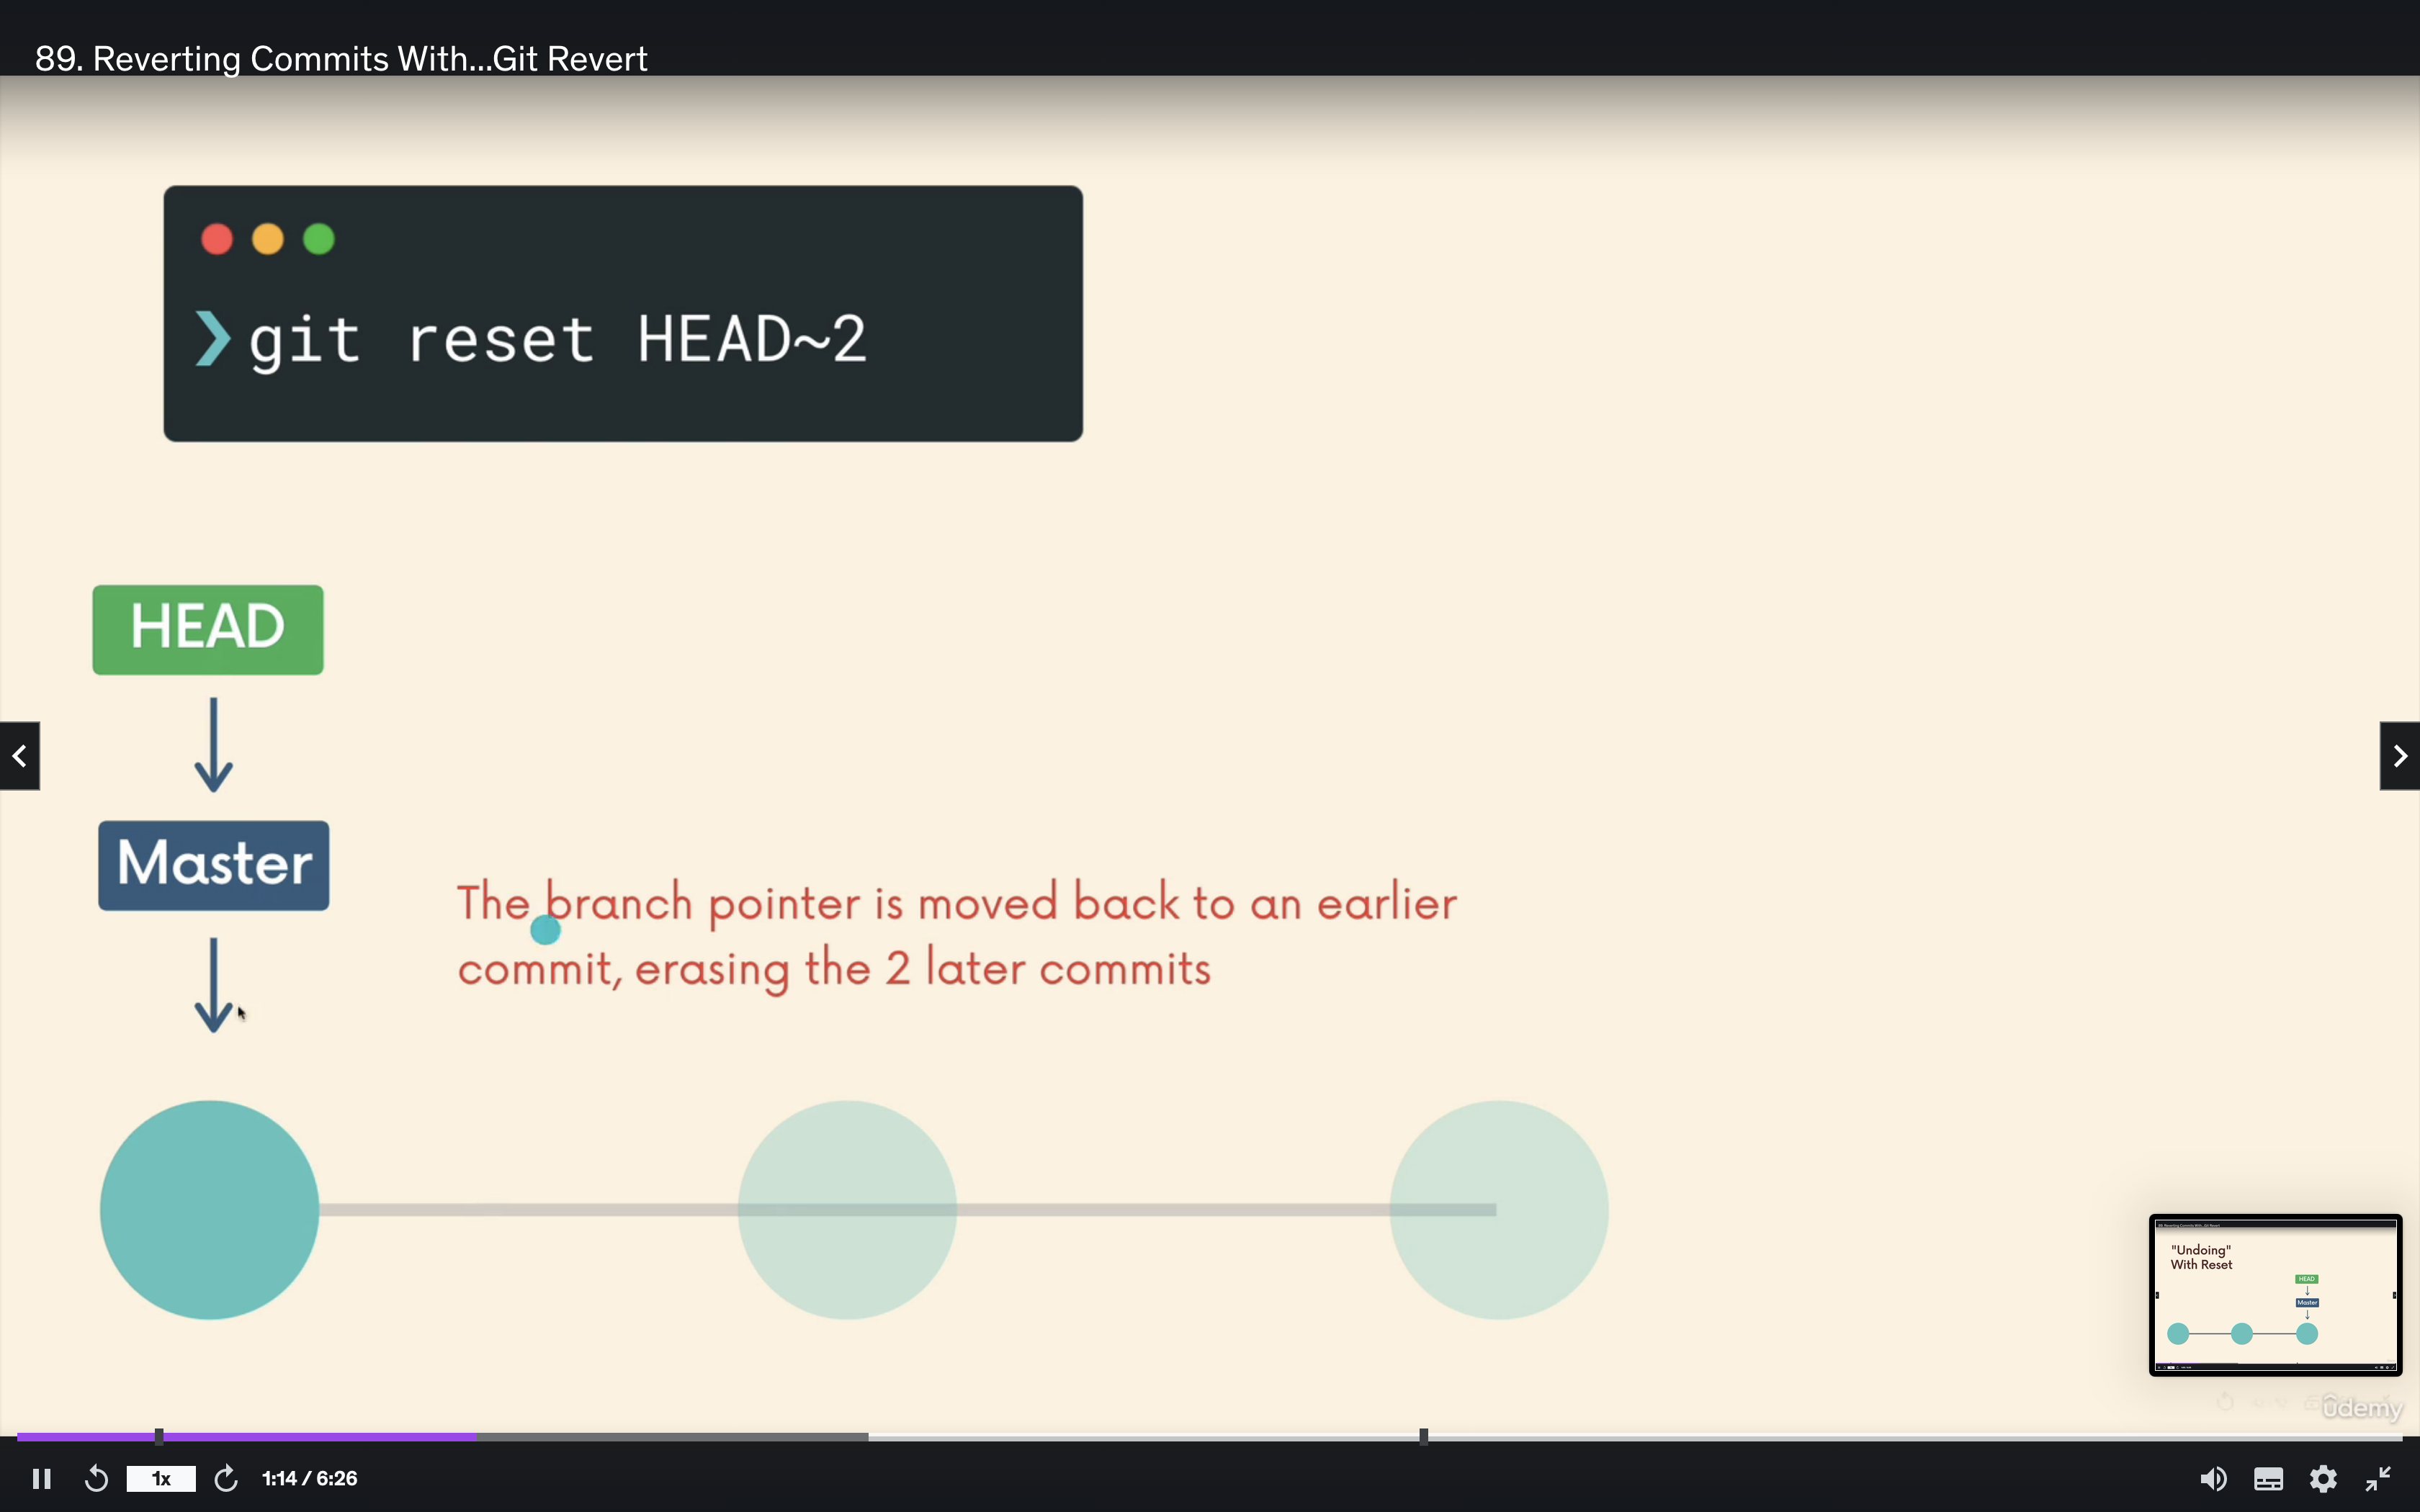 89. Reverting Commits With...Git Revert
❯ git reset HEAD~2
HEAD
Master
The branch pointer is moved back to an earlier
commit, erasing the 2 later commits
"Undoing"
With Reset
HEAD
Master
ûdemy
1x
1:14 / 6:26